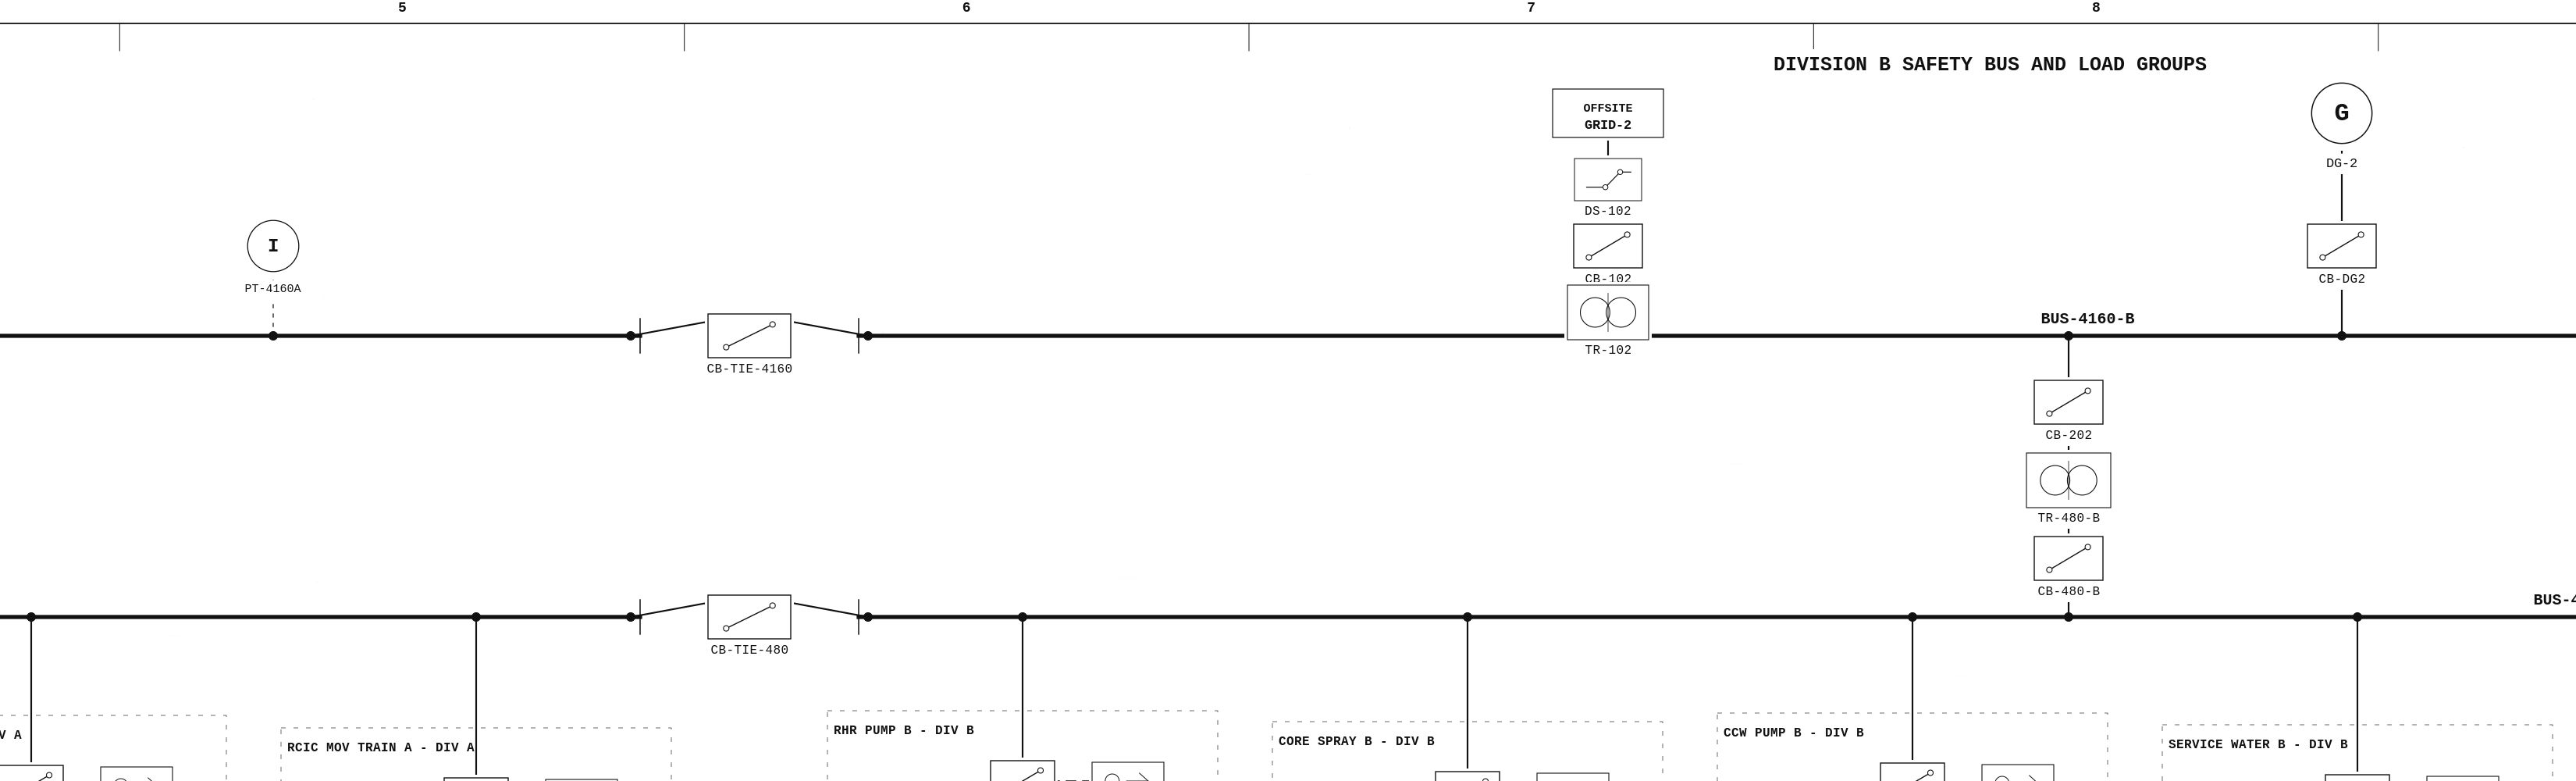 5 6 7 8
DIVISION B SAFETY BUS AND LOAD GROUPS
OFFSITE
GRID-2
G
DG-2
DS-102
I
CB-102
CB-DG2
PT-4160A
BUS-4160-B
TR-102
CB-TIE-4160
CB-202
TR-480-B
CB-480-B
BUS-4
CB-TIE-480
V A
RCIC MOV TRAIN A - DIV A
RHR PUMP B - DIV B
CORE SPRAY B - DIV B
CCW PUMP B - DIV B
SERVICE WATER B - DIV B